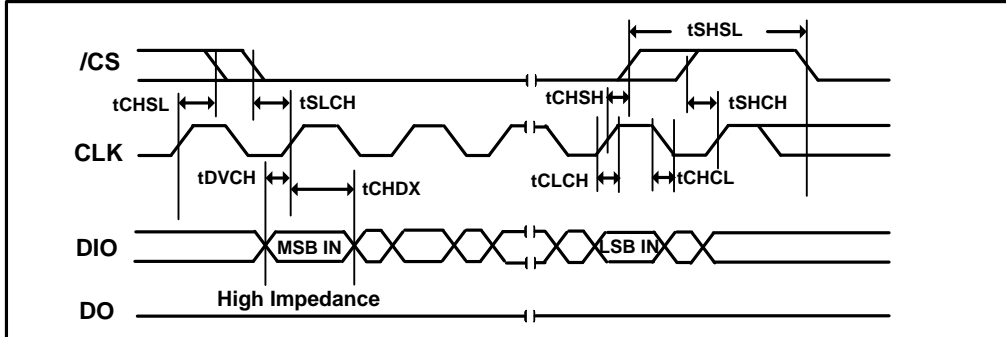 tSHSL
/CS
tCHSL
tSLCH
tCHSH
tSHCH
CLK
tDVCH
tCHDX
tCLCH
tCHCL
DIO
MSB IN
LSB IN
High Impedance
DO